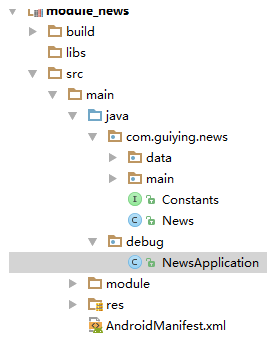 module_news
build
libs
src
main
java
com.guiying.news
data
main
Constants
News
debug
NewsApplication
module
res
AndroidManifest.xml